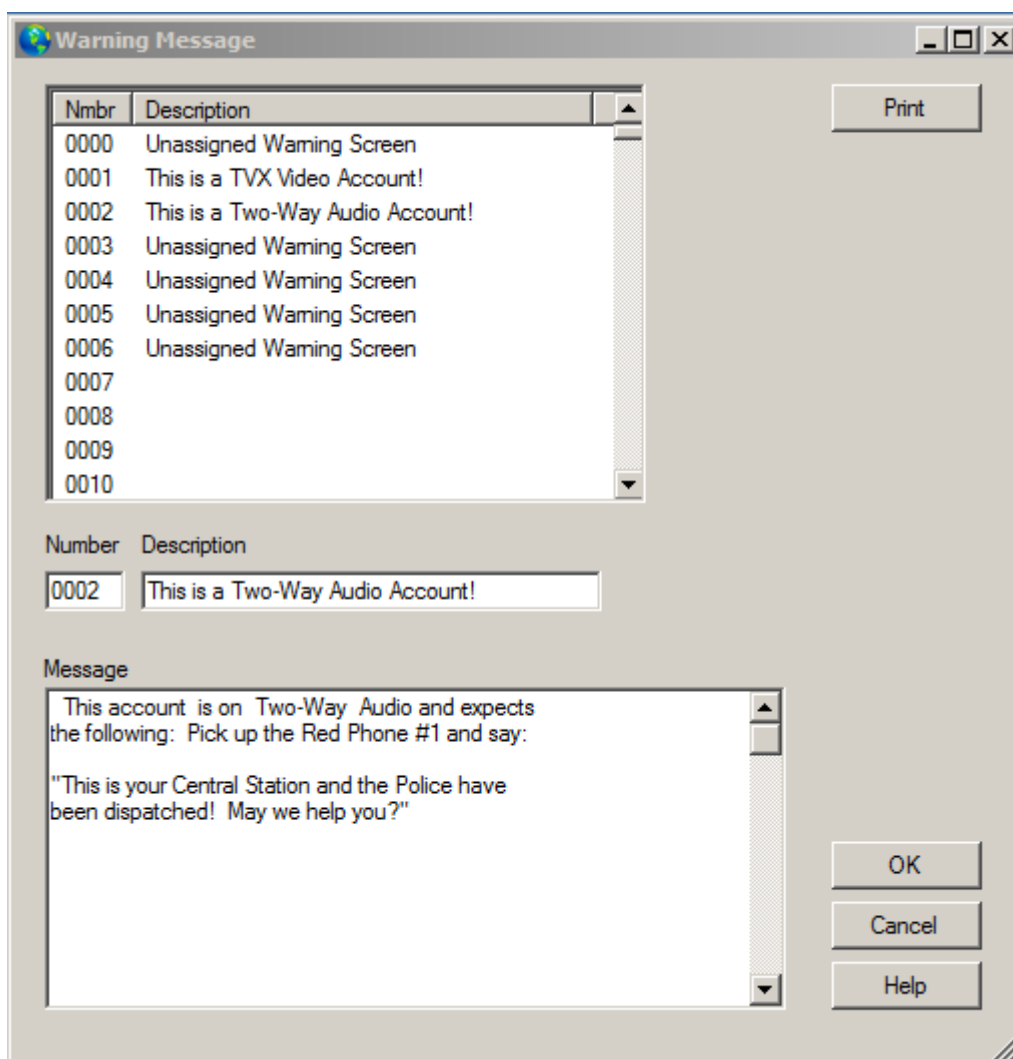 Warning Message
Nmbr Description
Print
0000 Unassigned Warning Screen
0001 This is a TVX Video Account!
0002 This is a Two-Way Audio Account!
0003 Unassigned Warning Screen
0004 Unassigned Warning Screen
0005 Unassigned Warning Screen
0006 Unassigned Warning Screen
0007
0008
0009
0010
Number Description
0002 This is a Two-Way Audio Account!
Message
This account is on Two-Way Audio and expects
the following: Pick up the Red Phone #1 and say:
"This is your Central Station and the Police have
been dispatched! May we help you?"
OK
Cancel
Help